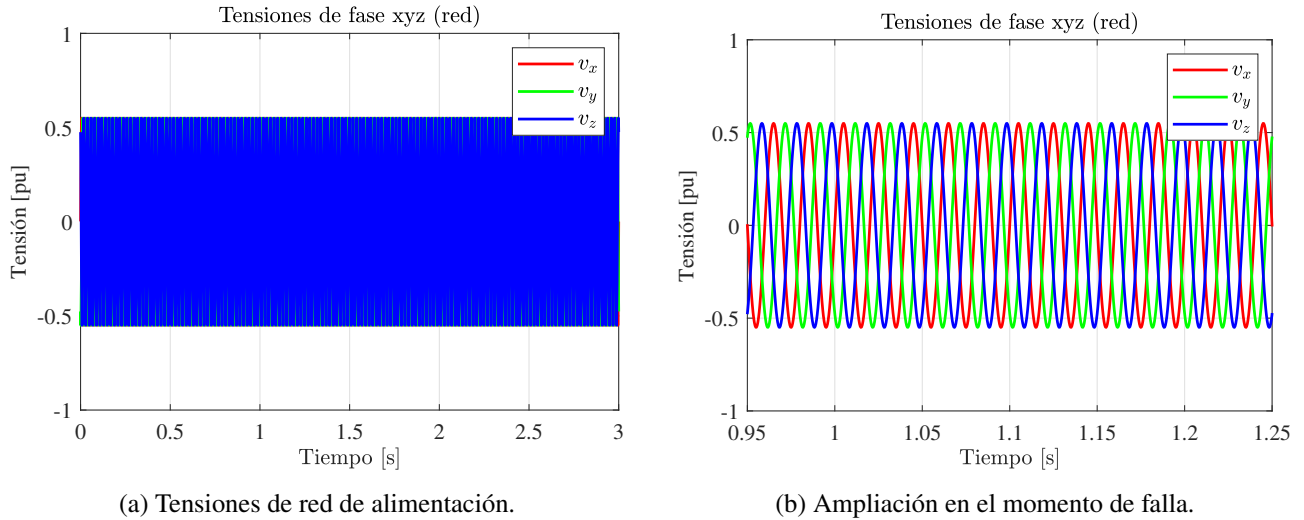 Tensiones de fase xyz (red)
1
0.5
0
-0.5
-1
Tensión [pu]
v_x
v_y
v_z
0 0.5 1 1.5 2 2.5 3
Tiempo [s]
(a) Tensiones de red de alimentación.
Tensiones de fase xyz (red)
1
0.5
0
-0.5
-1
Tensión [pu]
v_x
v_y
v_z
0.95 1 1.05 1.1 1.15 1.2 1.25
Tiempo [s]
(b) Ampliación en el momento de falla.